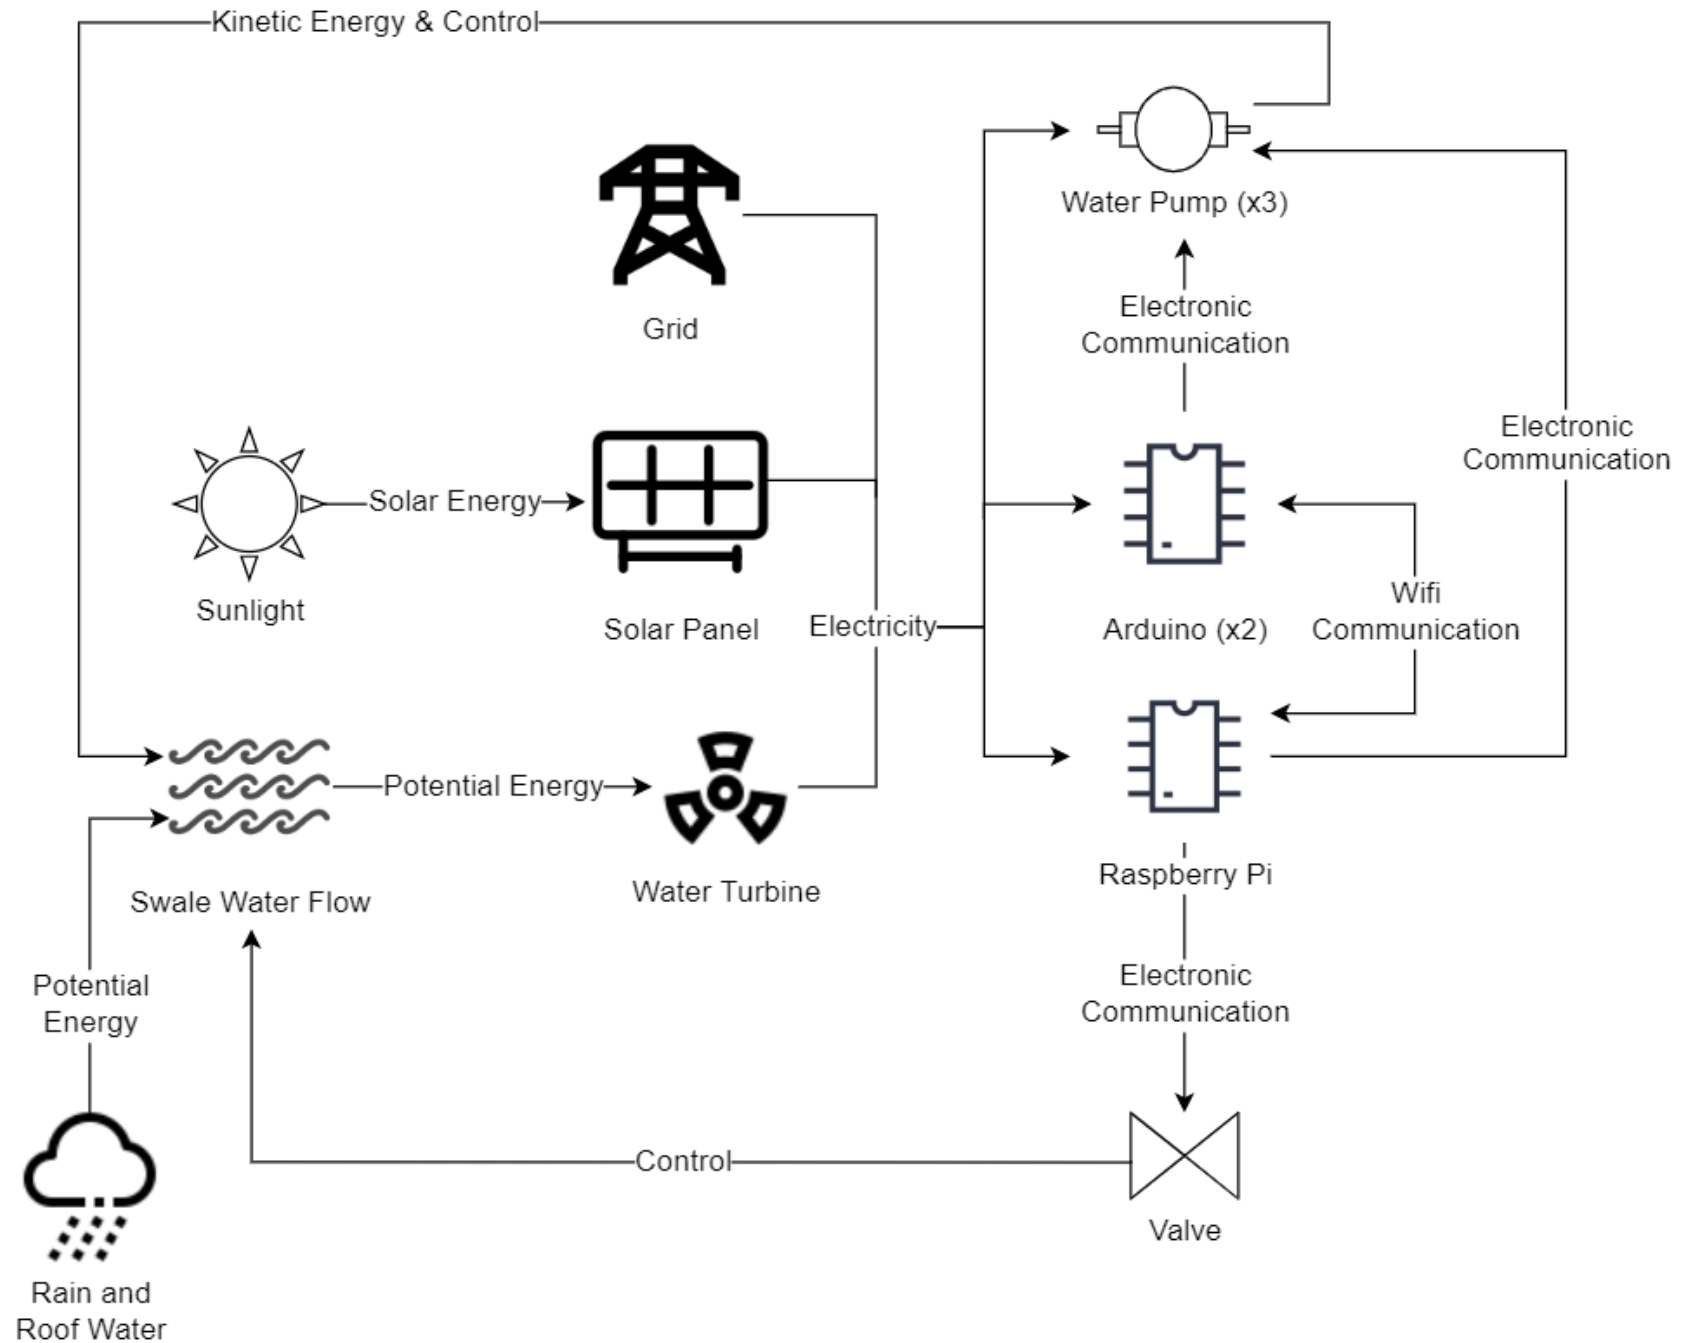 Kinetic Energy & Control
Water Pump (x3)
Grid
Electronic
Communication
Electronic
Communication
Solar Energy
Sunlight
Solar Panel
Electricity
Arduino (x2)
Wifi
Communication
Potential Energy
Swale Water Flow
Water Turbine
Raspberry Pi
Potential
Energy
Electronic
Communication
Control
Valve
Rain and
Roof Water